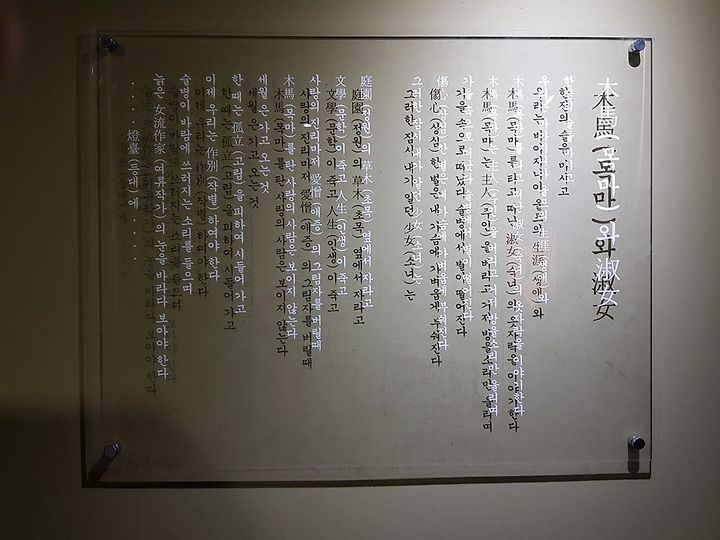 木馬(목마)와 淑女
한잔의 술을 마시고
우리는 버지니아 울프의 生涯(생애)와
木馬(목마)를 타고 떠난 淑女(숙녀)의 옷자락을 이야기한다
木馬(목마)는 主人(주인)을 버리고 거저 방울소리만 울리며
가을 속으로 떠났다 술병에서 별이 떨어진다
傷心(상심)한 별은 내 가슴에 가벼웁게 부숴진다
그러한 잠시 내가 알던 少女(소녀)는
庭園(정원)의 草木(초목) 옆에서 자라고
文學(문학)이 죽고 人生(인생)이 죽고
사랑의 진리마저 愛憎(애증)의 그림자를 버릴때
木馬(목마)를 탄 사랑의 사람은 보이지 않는다
세월은 가고 오는 것
한때는 孤立(고립)을 피하여 시들어 가고
이제 우리는 作別(작별)하여야 한다
술병이 바람에 쓰러지는 소리를 들으며
늙은 女流作家(여류작가)의 눈을 바라다 보아야 한다
.... 燈臺(등대)에 ....